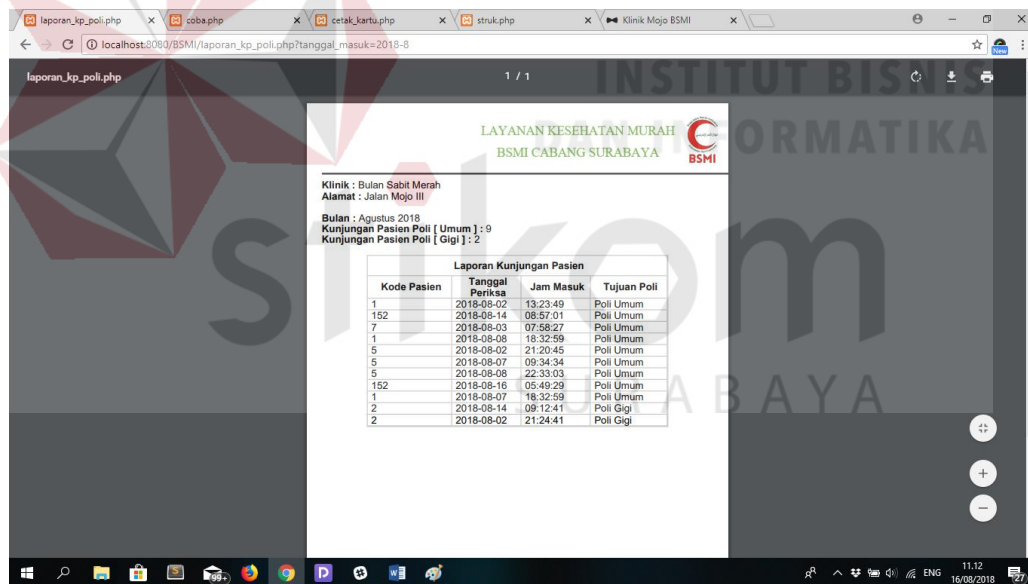 laporan_kp_poli.php coba.php cetak_kartu.php struk.php Klinik Mojo BSMI
localhost:8080/BSMI/laporan_kp_poli.php?tanggal_masuk=2018-8
New
laporan_kp_poli.php 1 / 1
INSTITUT BISNIS
DAN INFORMATIKA
stikom
SURABAYA
LAYANAN KESEHATAN MURAH
BSMI CABANG SURABAYA
BSMI
Klinik : Bulan Sabit Merah
Alamat : Jalan Mojo III
Bulan : Agustus 2018
Kunjungan Pasien Poli [ Umum ] : 9
Kunjungan Pasien Poli [ Gigi ] : 2
Laporan Kunjungan Pasien
Kode Pasien Tanggal Periksa Jam Masuk Tujuan Poli
1 2018-08-02 13:23:49 Poli Umum
152 2018-08-14 08:57:01 Poli Umum
7 2018-08-03 07:58:27 Poli Umum
1 2018-08-08 18:32:59 Poli Umum
5 2018-08-02 21:20:45 Poli Umum
5 2018-08-07 09:34:34 Poli Umum
5 2018-08-08 22:33:03 Poli Umum
152 2018-08-16 05:49:29 Poli Umum
1 2018-08-07 18:32:59 Poli Umum
2 2018-08-14 09:12:41 Poli Gigi
2 2018-08-02 21:24:41 Poli Gigi
99+
ENG 11.12
16/08/2018